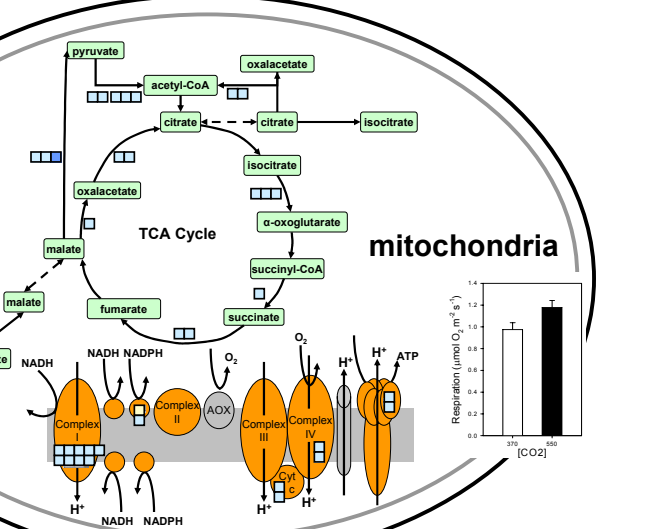 pyruvate
oxalacetate
acetyl-CoA
citrate
citrate
isocitrate
isocitrate
oxalacetate
α-oxoglutarate
TCA Cycle
mitochondria
malate
succinyl-CoA
malate
fumarate
succinate
te
NADH
NADH NADPH
O2
O2
H+
H+
ATP
Complex
I
Complex
II
AOX
Complex
III
Complex
IV
Cyt
c
H+
H+
H+
NADH NADPH
Respiration (μmol O2 m-2 s-1)
1.4
1.2
1.0
0.8
0.6
0.4
0.2
0.0
370 550
[CO2]